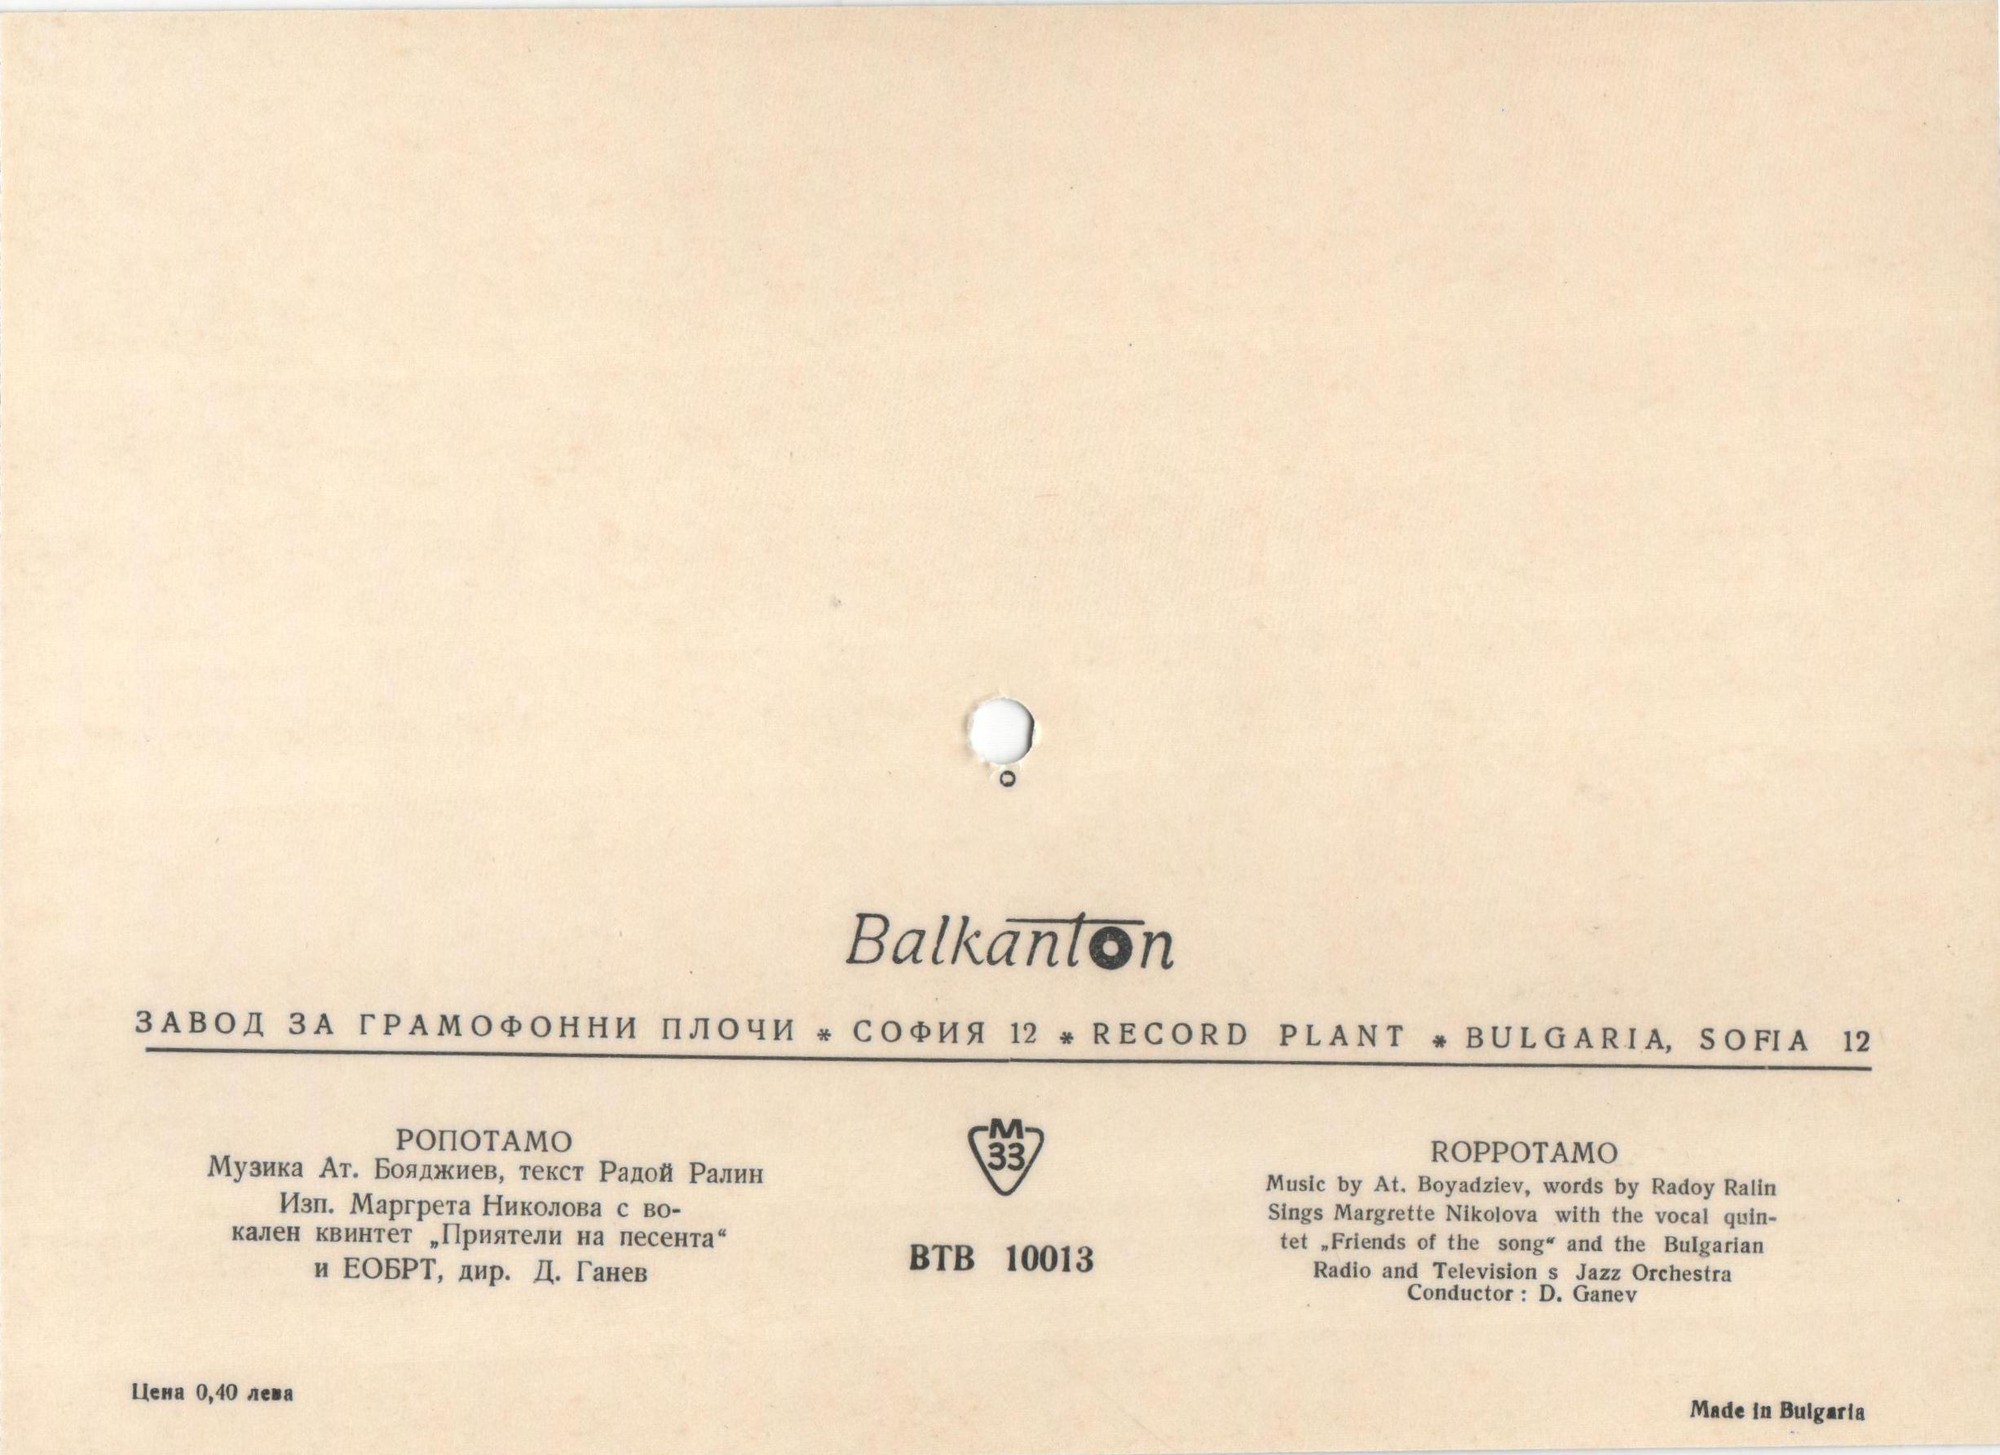 Balkanton
ЗАВОД ЗА ГРАМОФОННИ ПЛОЧИ * СОФИЯ 12 * RECORD PLANT * BULGARIA, SOFIA 12
РОПОТАМО
Музика Ат. Бояджиев, текст Радой Ралин
Изп. Маргрета Николова с во-
кален квинтет „Приятели на песента“
и ЕОБРТ, дир. Д. Ганев
М
33
ВТВ 10013
ROPPOTAMO
Music by At. Boyadziev, words by Radoy Ralin
Sings Margrette Nikolova with the vocal quin-
tet „Friends of the song“ and the Bulgarian
Radio and Television s Jazz Orchestra
Conductor : D. Ganev
Цена 0,40 лева
Made in Bulgaria